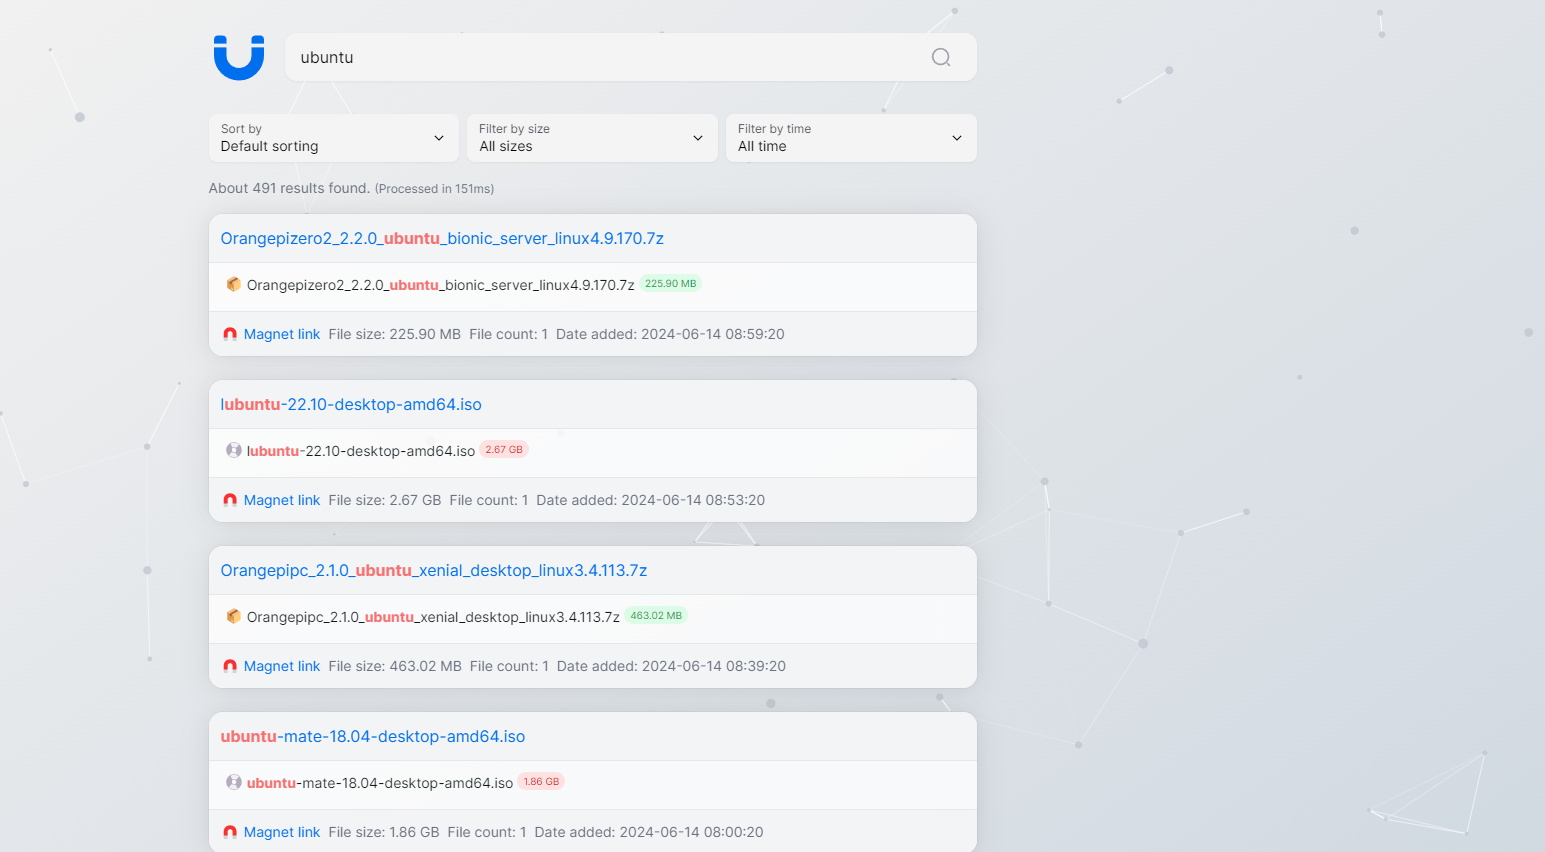 ubuntu
Sort by
Default sorting
Filter by size
All sizes
Filter by time
All time
About 491 results found. (Processed in 151ms)
Orangepizero2_2.2.0_ubuntu_bionic_server_linux4.9.170.7z
Orangepizero2_2.2.0_ubuntu_bionic_server_linux4.9.170.7z 225.90 MB
Magnet link File size: 225.90 MB File count: 1 Date added: 2024-06-14 08:59:20
lubuntu-22.10-desktop-amd64.iso
lubuntu-22.10-desktop-amd64.iso 2.67 GB
Magnet link File size: 2.67 GB File count: 1 Date added: 2024-06-14 08:53:20
Orangepipc_2.1.0_ubuntu_xenial_desktop_linux3.4.113.7z
Orangepipc_2.1.0_ubuntu_xenial_desktop_linux3.4.113.7z 463.02 MB
Magnet link File size: 463.02 MB File count: 1 Date added: 2024-06-14 08:39:20
ubuntu-mate-18.04-desktop-amd64.iso
ubuntu-mate-18.04-desktop-amd64.iso 1.86 GB
Magnet link File size: 1.86 GB File count: 1 Date added: 2024-06-14 08:00:20